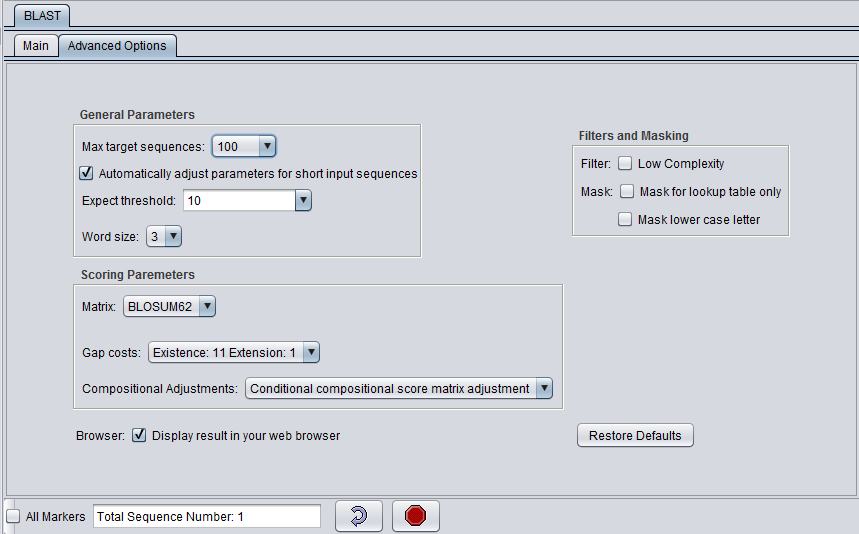 BLAST
Main Advanced Options
General Parameters
Max target sequences: 100
Automatically adjust parameters for short input sequences
Expect threshold: 10
Word size: 3
Filters and Masking
Filter: Low Complexity
Mask: Mask for lookup table only
Mask lower case letter
Scoring Paremeters
Matrix: BLOSUM62
Gap costs: Existence: 11 Extension: 1
Compositional Adjustments: Conditional compositional score matrix adjustment
Browser: Display result in your web browser
Restore Defaults
All Markers Total Sequence Number: 1